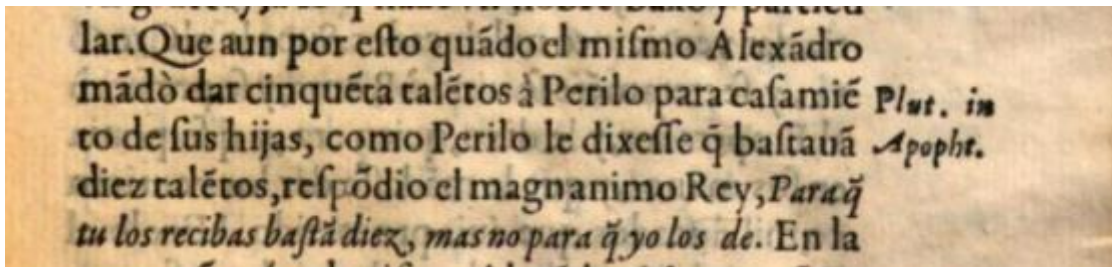 lar. Que aun por eſto quãdo el miſmo Alexãdro
mãdò dar cinquẽta talẽtos à Perilo para caſamiẽ
to de ſus hijas, como Perilo le dixeſſe q̃ baſtauã
diez talẽtos, reſpõdio el magnanimo Rey, Para q̃
tu los recibas baſtã diez, mas no para q̃ yo los de. En la
Plut. in
Apopht.